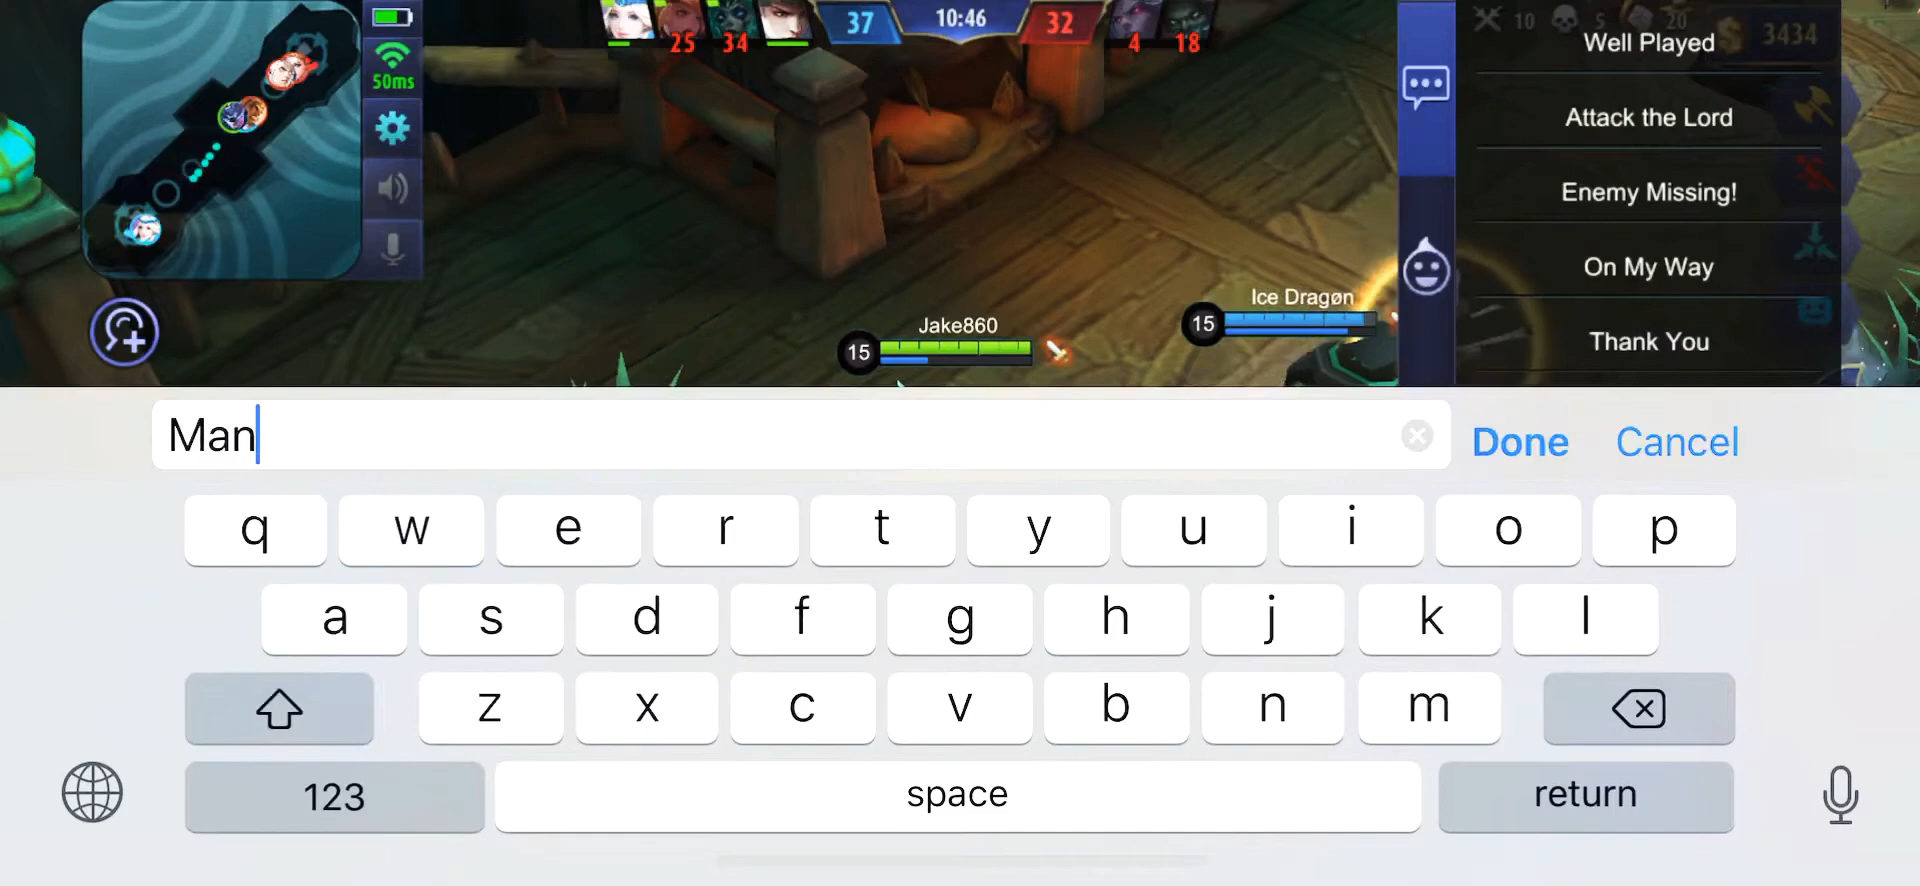 37 10:46 32
25 34 4 18
10 5 20
3434
50ms
Well Played
Attack the Lord
Enemy Missing!
On My Way
Thank You
Ice Dragøn
15
Jake860
15
Man
Done Cancel
q w e r t y u i o p
a s d f g h j k l
z x c v b n m
123 space return